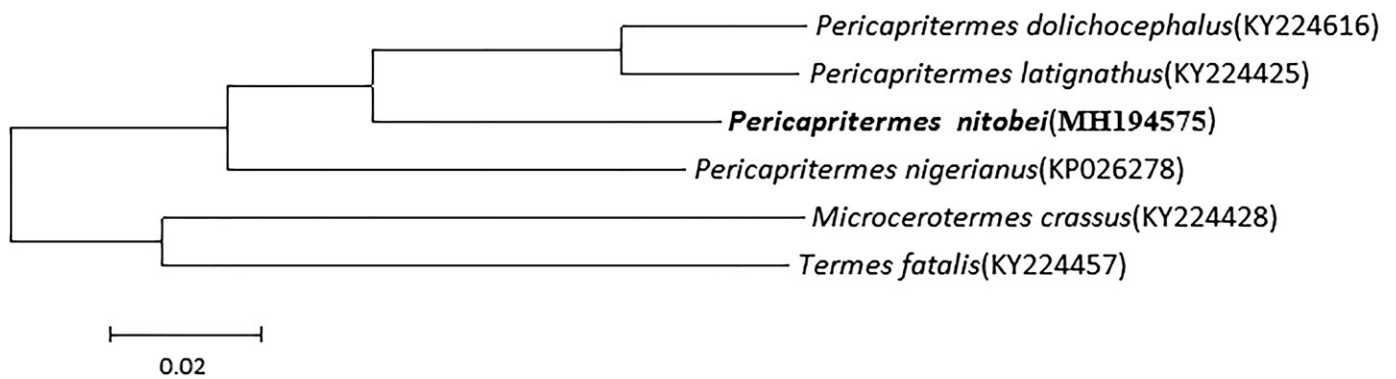 Pericapritermes dolichocephalus(KY224616)
Pericapritermes latignathus(KY224425)
Pericapritermes nitobei(MH194575)
Pericapritermes nigerianus(KP026278)
Microcerotermes crassus(KY224428)
Termes fatalis(KY224457)
0.02